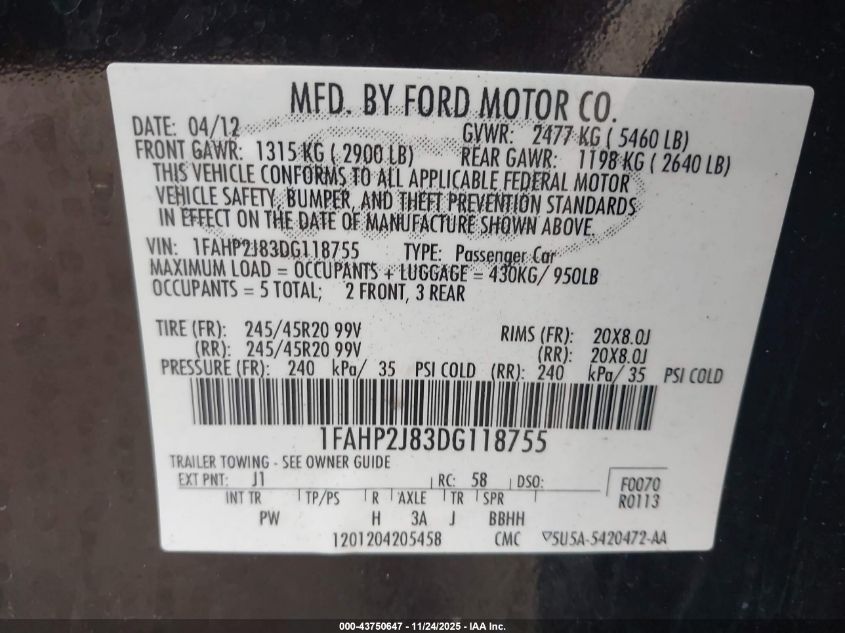 MFD. BY FORD MOTOR CO.
DATE: 04/12 GVWR: 2477 KG ( 5460 LB)
FRONT GAWR: 1315 KG ( 2900 LB) REAR GAWR: 1198 KG ( 2640 LB)
THIS VEHICLE CONFORMS TO ALL APPLICABLE FEDERAL MOTOR
VEHICLE SAFETY, BUMPER, AND THEFT PREVENTION STANDARDS
IN EFFECT ON THE DATE OF MANUFACTURE SHOWN ABOVE.
VIN: 1FAHP2J83DG118755 TYPE: Passenger Car
MAXIMUM LOAD = OCCUPANTS + LUGGAGE = 430KG/ 950LB
OCCUPANTS = 5 TOTAL; 2 FRONT, 3 REAR
TIRE (FR): 245/45R20 99V RIMS (FR): 20X8.0J
(RR): 245/45R20 99V (RR): 20X8.0J
PRESSURE (FR): 240 kPa/ 35 PSI COLD (RR): 240 kPa/ 35 PSI COLD
1FAHP2J83DG118755
TRAILER TOWING - SEE OWNER GUIDE
EXT PNT: J1 RC: 58 DSO: F0070
R0113
INT TR TP/PS R AXLE TR SPR
PW H 3A J BBHH
1201204205458 CMC ▽5U5A-5420472-AA
000-43750647 - 11/24/2025 - IAA Inc.